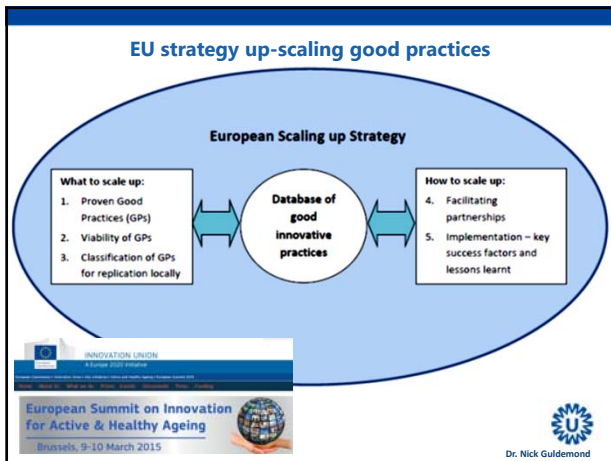 EU strategy up-scaling good practices
European Scaling up Strategy
What to scale up:
1. Proven Good
Practices (GPs)
2. Viability of GPs
3. Classification of GPs
for replication locally
Database of
good
innovative
practices
How to scale up:
4. Facilitating
partnerships
5. Implementation – key
success factors and
lessons learnt
INNOVATION UNION
A Europe 2020 Initiative
European Summit on Innovation
for Active & Healthy Ageing
Brussels, 9-10 March 2015
U
Dr. Nick Guldemond